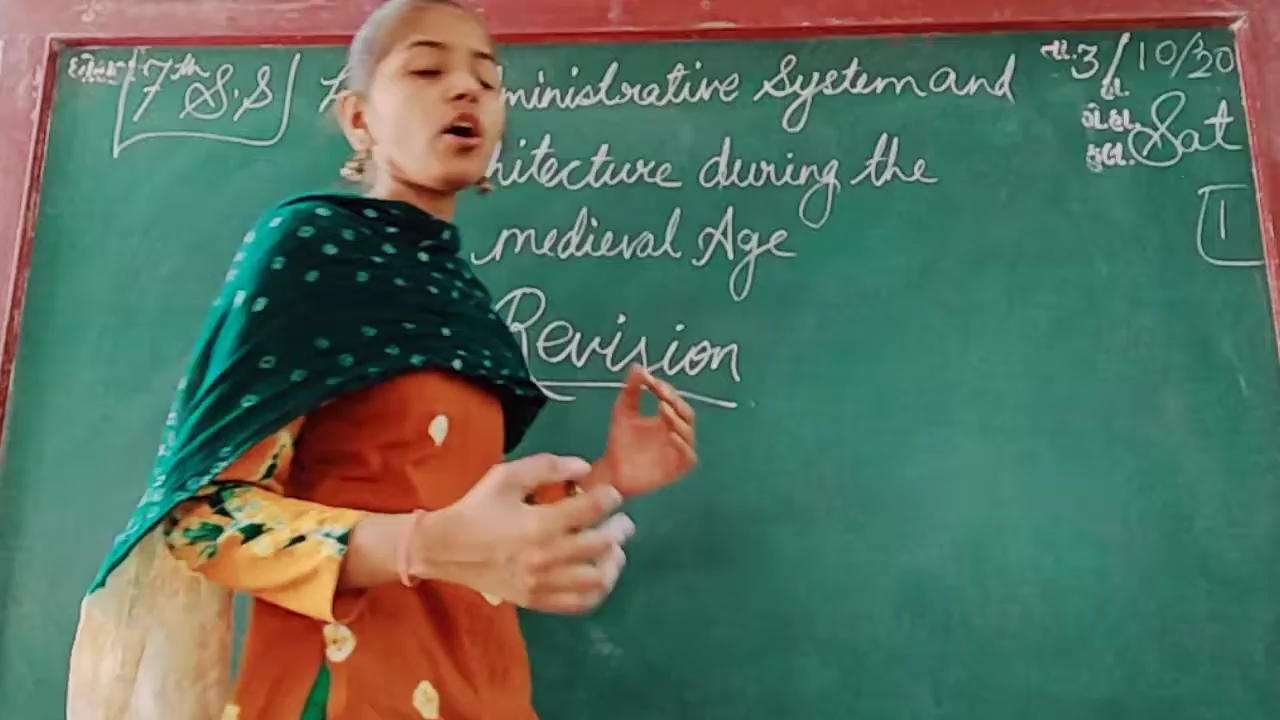 7th S.S
ministrative System and
hitecture during the
medieval Age
Revision
તા. 3/10/20
Sat
1